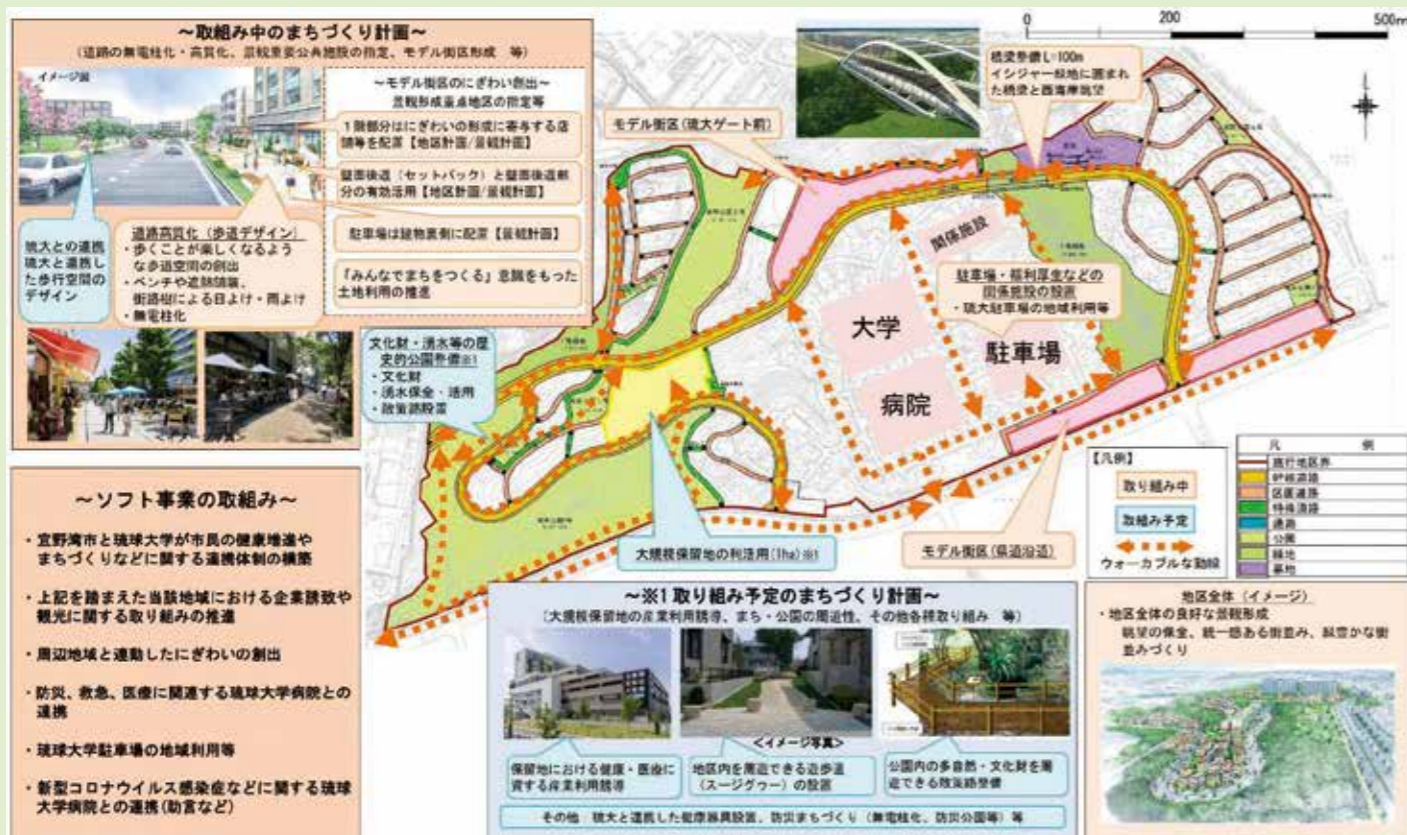 ～取組み中のまちづくり計画～
(道路の無電柱化・高質化、景観重要公共施設の指定、モデル街区形成 等)
イメージ図
～モデル街区のにぎわい創出～
景観形成重点地区の指定等
1階部分はにぎわいの形成に寄与する店
舗等を配置【地区計画/景観計画】
壁面後退(セットバック)と壁面後退部
分の有効活用【地区計画/景観計画】
駐車場は建物裏側に配置【景観計画】
『みんなでまちをつくる』意識をもった
土地利用の推進
琉大との連携
琉大と連携し
た歩行空間の
デザイン
道路高質化(歩道デザイン)
・歩くことが楽しくなるよう
な歩道空間の創出
・ベンチや遮熱舗装、
街路樹による日よけ・雨よけ
・無電柱化
～ソフト事業の取組み～
・宜野湾市と琉球大学が市民の健康増進や
まちづくりなどに関する連携体制の構築
・上記を踏まえた当該地域における企業誘致や
観光に関する取り組みの推進
・周辺地域と連動したにぎわいの創出
・防災、救急、医療に関連する琉球大学病院との
連携
・琉球大学駐車場の地域利用等
・新型コロナウイルス感染症などに関する琉球
大学病院との連携(助言など)
0 200 500m
橋梁整備L=100m
イシジャー緑地に囲まれ
た橋梁と西海岸眺望
モデル街区(琉大ゲート前)
関係施設
駐車場・福利厚生などの
関係施設の設置
・琉大駐車場の地域利用等
大学
駐車場
病院
文化財・湧水等の歴
史的公園整備※1
・文化財
・湧水保全・活用
・散策路設置
大規模保留地の利活用(1ha)※1
モデル街区(県道沿道)
【凡例】
取り組み中
取組み予定
ウォーカブルな動線
凡 例
施行地区界
幹線道路
区画道路
特殊道路
通路
公園
緑地
墓地
～※1 取り組み予定のまちづくり計画～
(大規模保留地の産業利用誘導、まち・公園の周遊性、その他各種取り組み 等)
<イメージ写真>
保留地における健康・医療に
資する産業利用誘導
地区内を周遊できる遊歩道
(スージグヮー)の設置
公園内の多自然・文化財を周
遊できる散策路整備
その他 琉大と連携した健康器具設置、防災まちづくり(無電柱化、防災公園等)等
地区全体(イメージ)
・地区全体の良好な景観形成
眺望の保全、統一感ある街並み、緑豊かな街
並みづくり